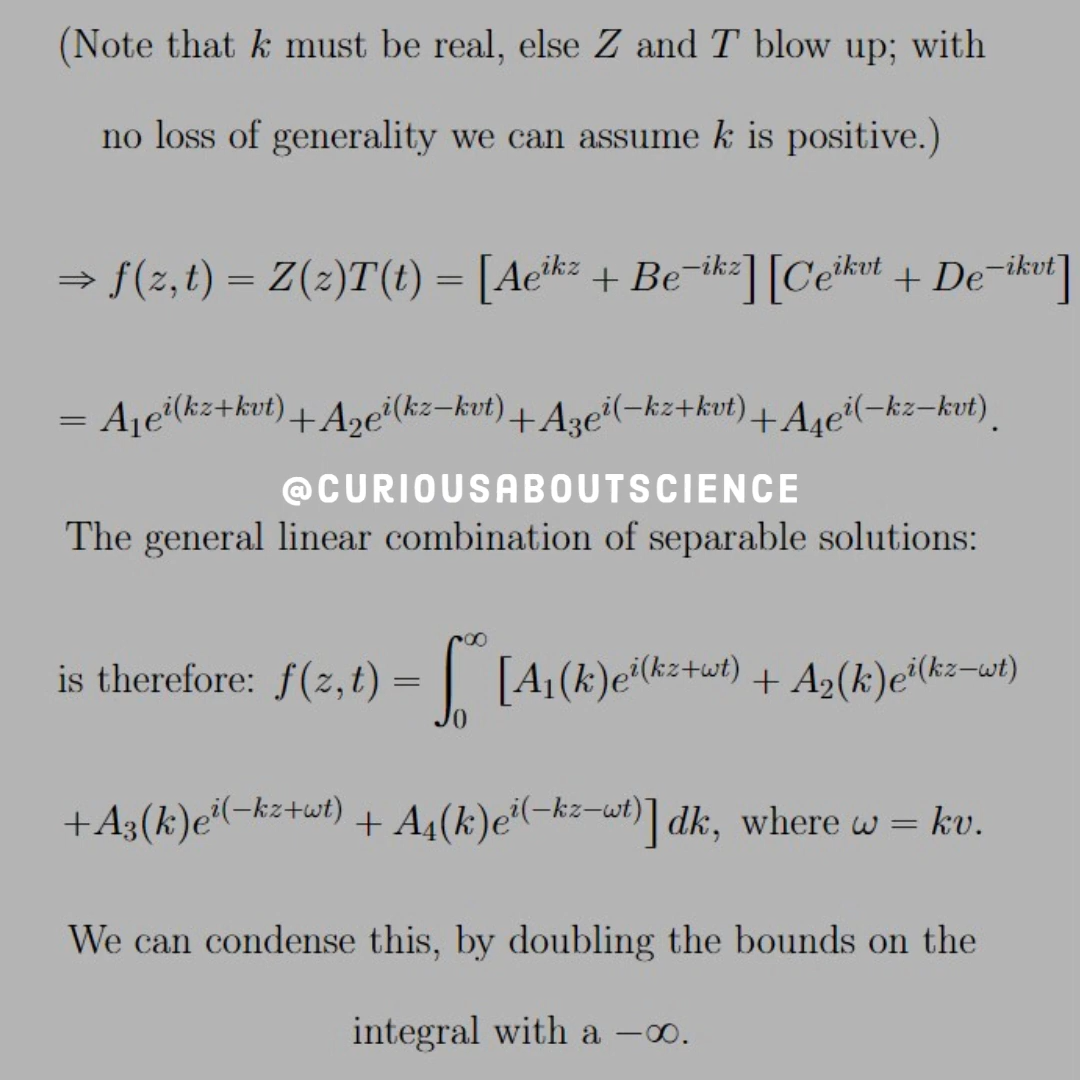 (Note that k must be real, else Z and T blow up; with
no loss of generality we can assume k is positive.)
⇒ f(z, t) = Z(z)T(t) = [Ae^{ikz} + Be^{−ikz}] [Ce^{ikvt} + De^{−ikvt}]
= A₁e^{i(kz+kvt)} + A₂e^{i(kz−kvt)} + A₃e^{i(−kz+kvt)} + A₄e^{i(−kz−kvt)}.
@CURIOUSABOUTSCIENCE
The general linear combination of separable solutions:
is therefore: f(z, t) = ∫₀^∞ [A₁(k)e^{i(kz+ωt)} + A₂(k)e^{i(kz−ωt)}
+A₃(k)e^{i(−kz+ωt)} + A₄(k)e^{i(−kz−ωt)}] dk, where ω = kv.
We can condense this, by doubling the bounds on the
integral with a −∞.